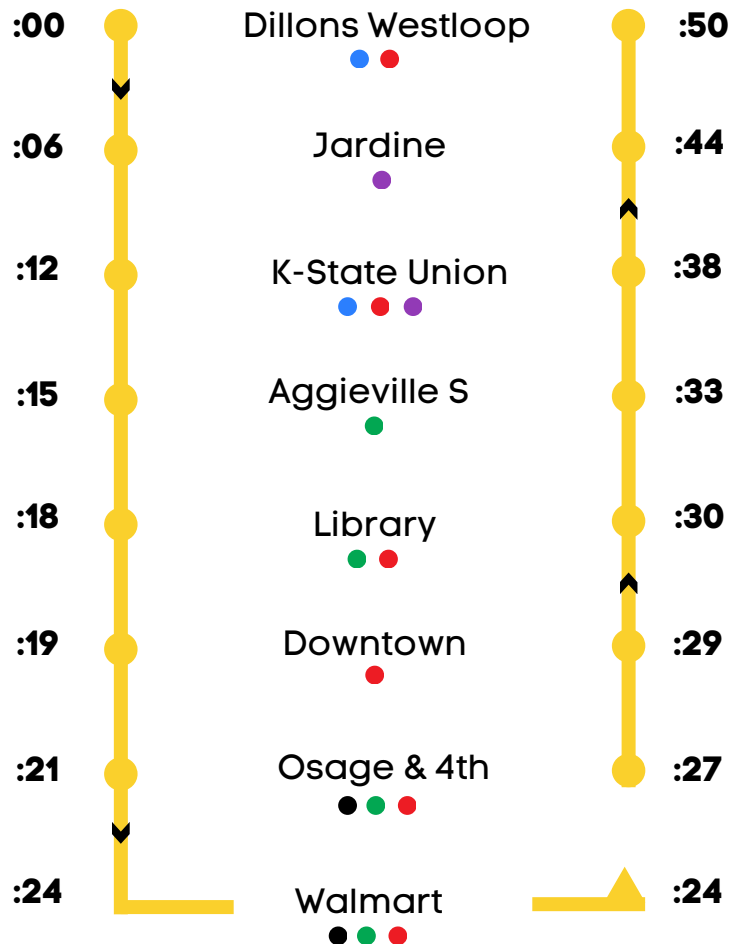 :00 Dillons Westloop :50
:06 Jardine :44
:12 K-State Union :38
:15 Aggieville S :33
:18 Library :30
:19 Downtown :29
:21 Osage & 4th :27
:24 Walmart :24